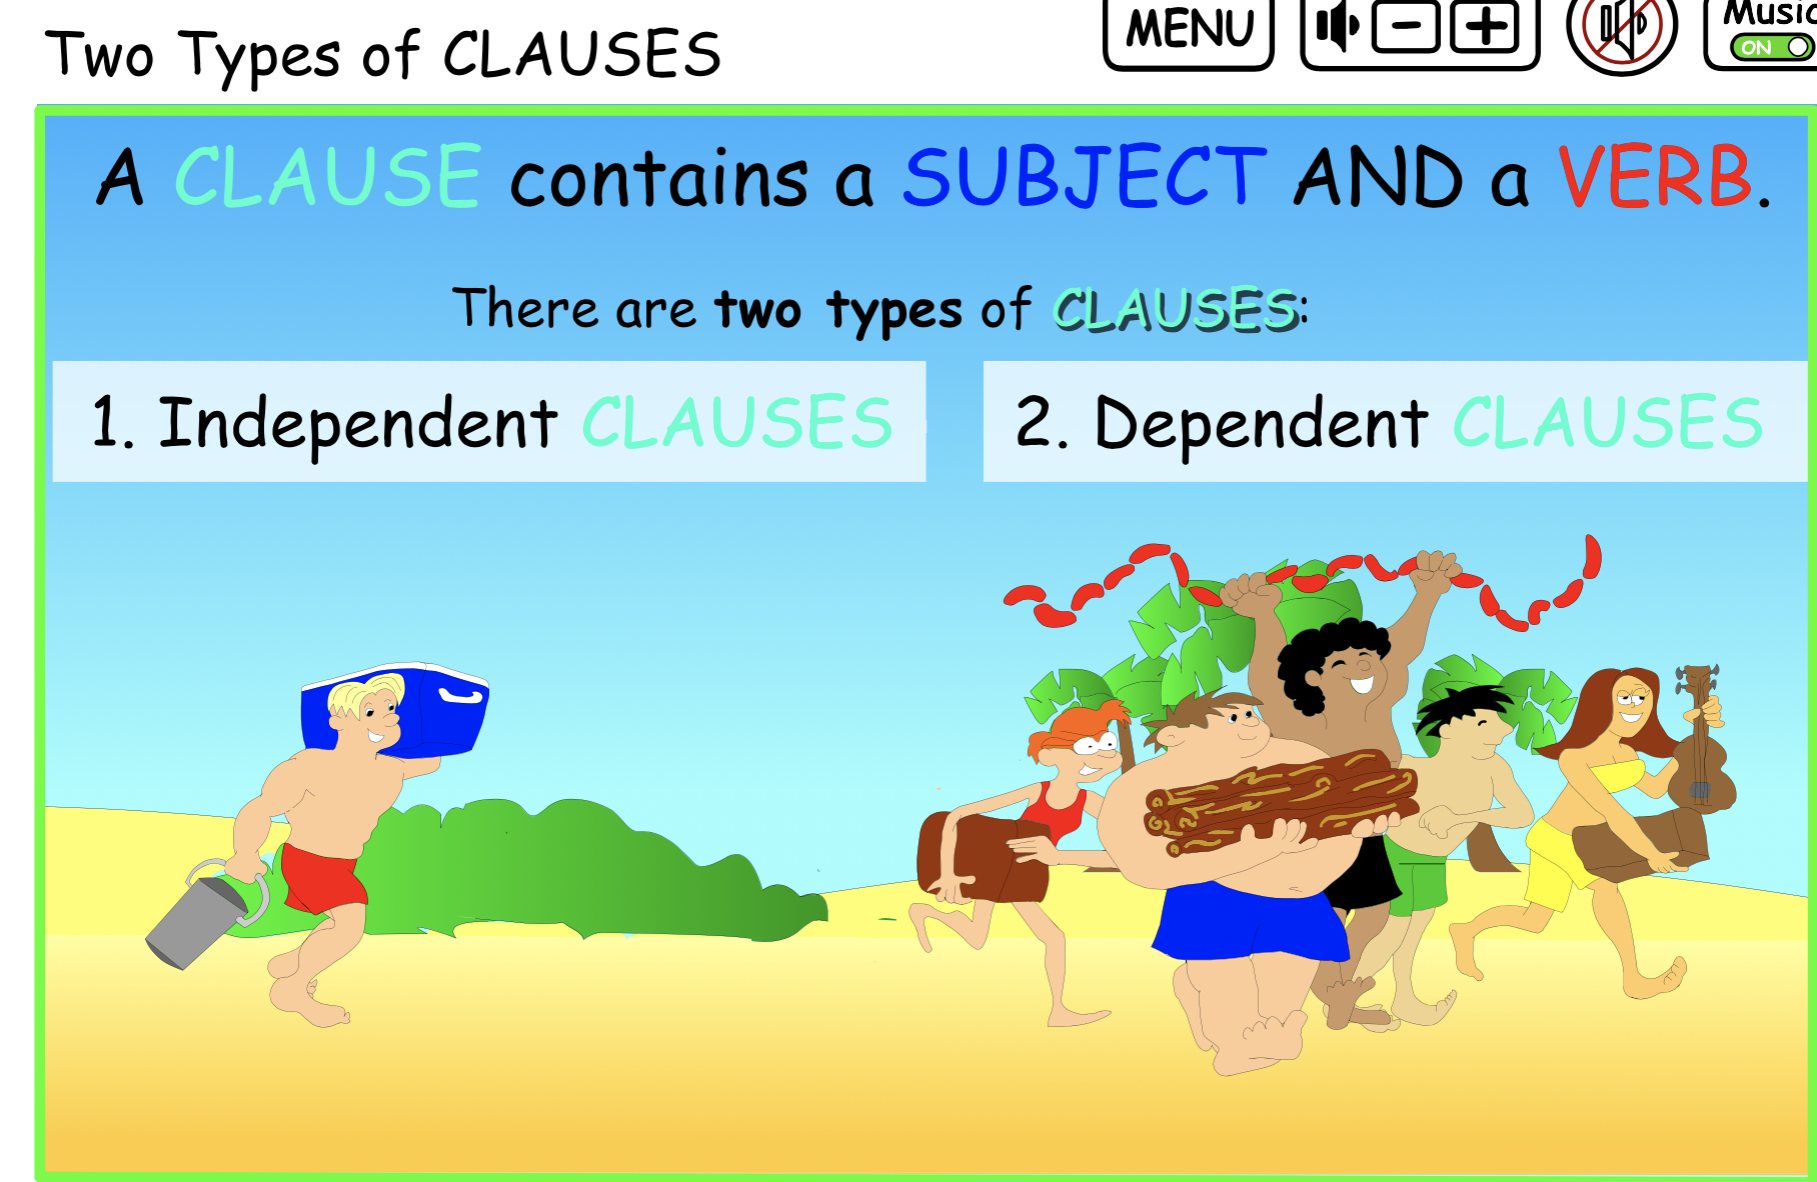 Two Types of CLAUSES
MENU
Music
ON
A CLAUSE contains a SUBJECT AND a VERB.
There are two types of CLAUSES:
1. Independent CLAUSES
2. Dependent CLAUSES